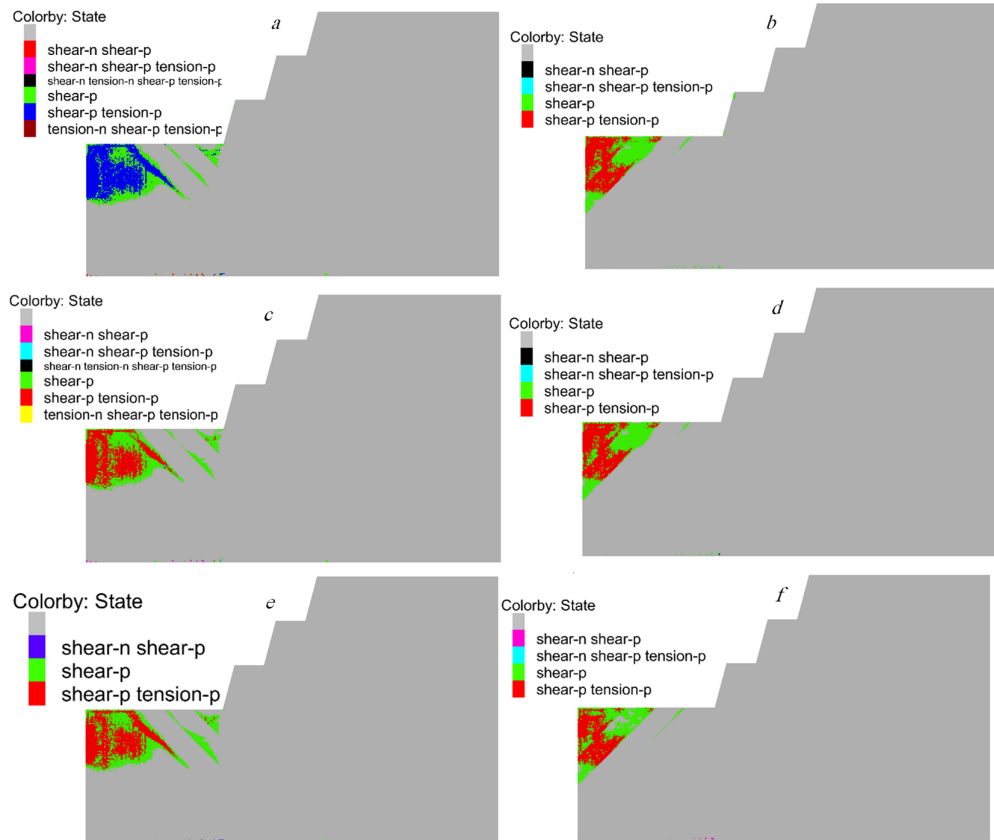 a
Colorby: State
shear-n shear-p
shear-n shear-p tension-p
shear-n tension-n shear-p tension-p
shear-p
shear-p tension-p
tension-n shear-p tension-p
b
Colorby: State
shear-n shear-p
shear-n shear-p tension-p
shear-p
shear-p tension-p
c
Colorby: State
shear-n shear-p
shear-n shear-p tension-p
shear-n tension-n shear-p tension-p
shear-p
shear-p tension-p
tension-n shear-p tension-p
d
Colorby: State
shear-n shear-p
shear-n shear-p tension-p
shear-p
shear-p tension-p
e
Colorby: State
shear-n shear-p
shear-p
shear-p tension-p
f
Colorby: State
shear-n shear-p
shear-n shear-p tension-p
shear-p
shear-p tension-p